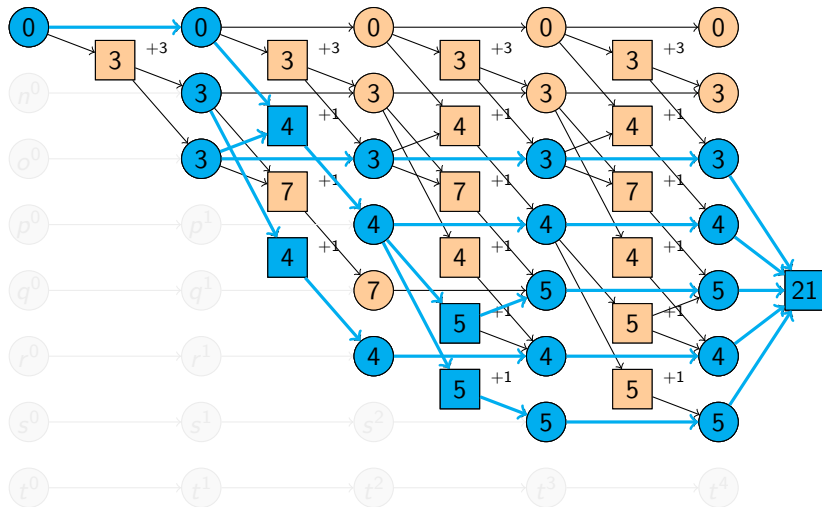 0 0 0 0 0
3 +3 3 +3 3 +3 3 +3
n⁰ 3 3 3 3
4 +1 4 +1 4 +1
o⁰ 3 3 3 3
7 +1 7 +1 7 +1
p⁰ p¹ 4 4 4
4 +1 4 +1 4 +1
q⁰ q¹ 7 5 5 21
5 +1 5 +1
r⁰ r¹ 4 4 4
5 +1 5 +1
s⁰ s¹ s² 5 5
t⁰ t¹ t² t³ t⁴